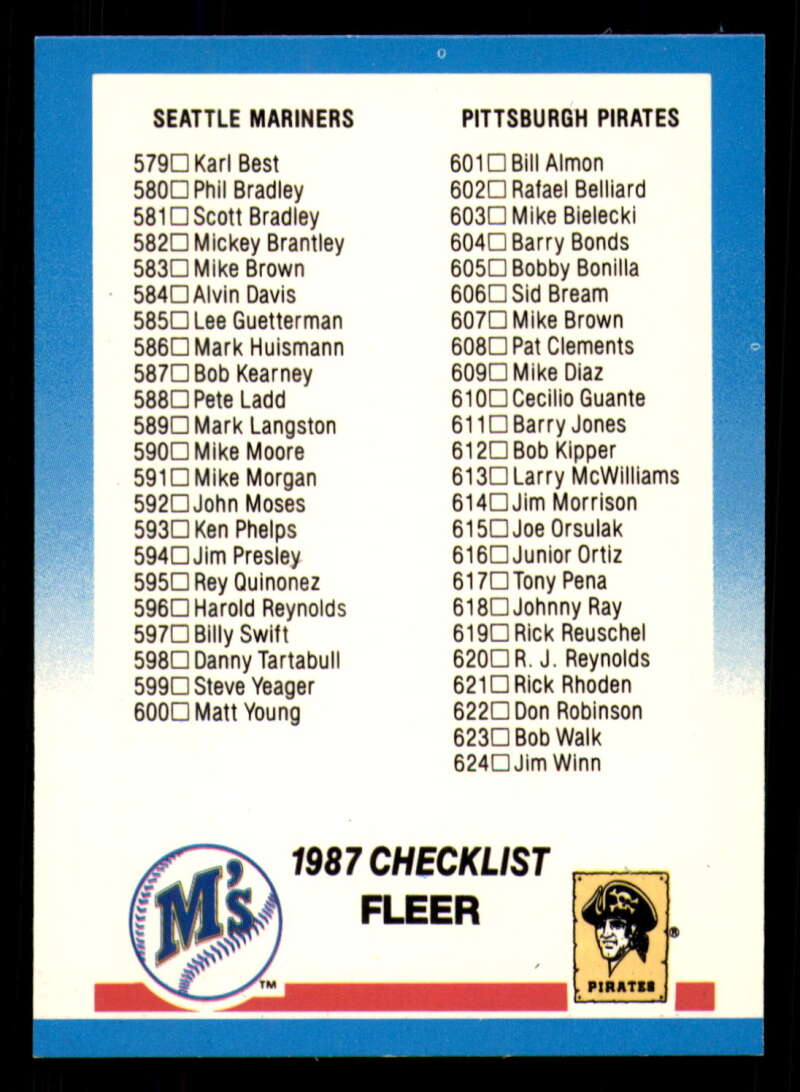 SEATTLE MARINERS
579☐ Karl Best
580☐ Phil Bradley
581☐ Scott Bradley
582☐ Mickey Brantley
583☐ Mike Brown
584☐ Alvin Davis
585☐ Lee Guetterman
586☐ Mark Huismann
587☐ Bob Kearney
588☐ Pete Ladd
589☐ Mark Langston
590☐ Mike Moore
591☐ Mike Morgan
592☐ John Moses
593☐ Ken Phelps
594☐ Jim Presley
595☐ Rey Quinonez
596☐ Harold Reynolds
597☐ Billy Swift
598☐ Danny Tartabull
599☐ Steve Yeager
600☐ Matt Young
PITTSBURGH PIRATES
601☐ Bill Almon
602☐ Rafael Belliard
603☐ Mike Bielecki
604☐ Barry Bonds
605☐ Bobby Bonilla
606☐ Sid Bream
607☐ Mike Brown
608☐ Pat Clements
609☐ Mike Diaz
610☐ Cecilio Guante
611☐ Barry Jones
612☐ Bob Kipper
613☐ Larry McWilliams
614☐ Jim Morrison
615☐ Joe Orsulak
616☐ Junior Ortiz
617☐ Tony Pena
618☐ Johnny Ray
619☐ Rick Reuschel
620☐ R. J. Reynolds
621☐ Rick Rhoden
622☐ Don Robinson
623☐ Bob Walk
624☐ Jim Winn
1987 CHECKLIST
FLEER
M's
TM
PIRATES
®